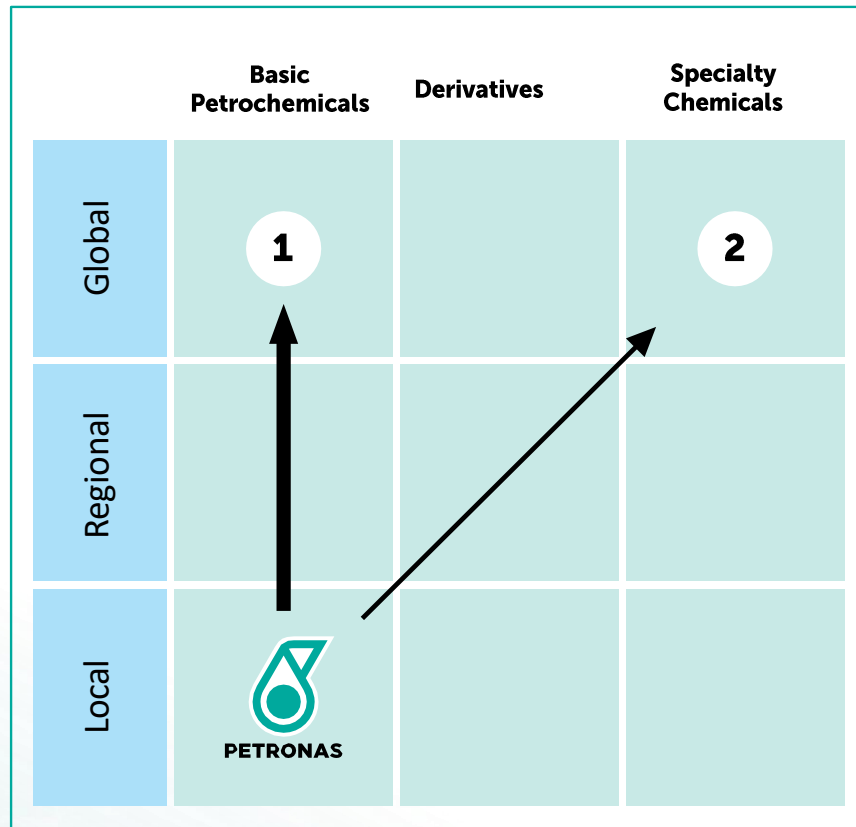 Basic
Petrochemicals
Derivatives
Specialty
Chemicals
Global
1
2
Regional
Local
PETRONAS